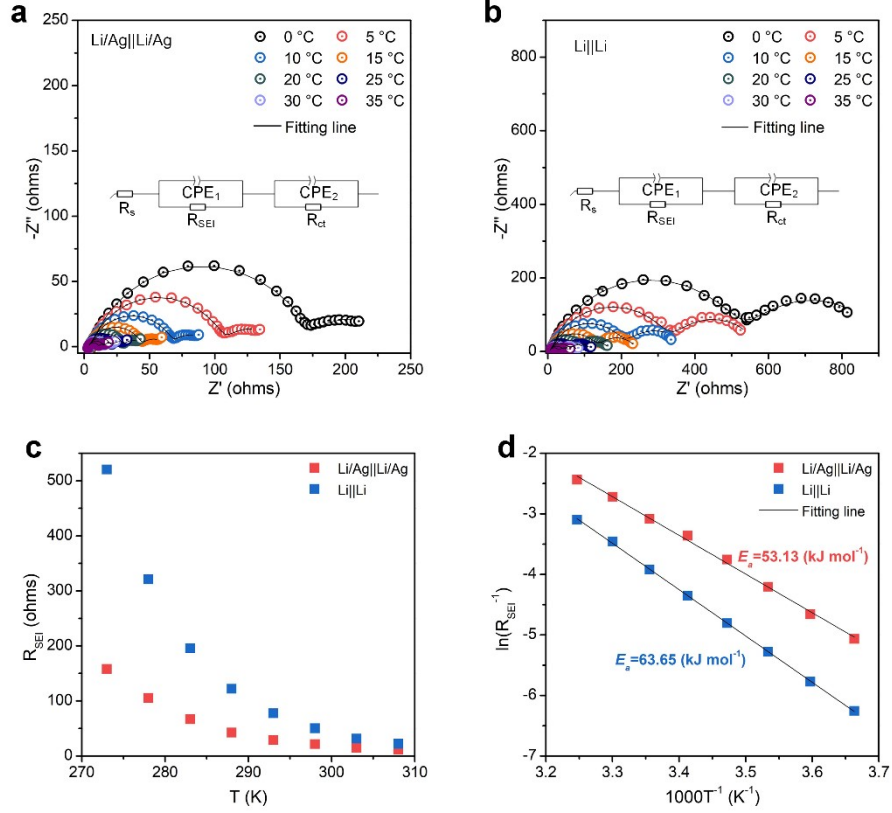 a
Li/Ag||Li/Ag
0 °C
5 °C
10 °C
15 °C
20 °C
25 °C
30 °C
35 °C
Fitting line
CPE1
CPE2
Rs
RSEI
Rct
-Z'' (ohms)
250
200
150
100
50
0
0
50
100
150
200
250
Z' (ohms)
b
Li||Li
0 °C
5 °C
10 °C
15 °C
20 °C
25 °C
30 °C
35 °C
Fitting line
CPE1
CPE2
Rs
RSEI
Rct
-Z'' (ohms)
800
600
400
200
0
0
200
400
600
800
Z' (ohms)
c
Li/Ag||Li/Ag
Li||Li
RSEI (ohms)
500
400
300
200
100
0
270
280
290
300
310
T (K)
d
Li/Ag||Li/Ag
Li||Li
Fitting line
Ea=53.13 (kJ mol-1)
Ea=63.65 (kJ mol-1)
ln(RSEI-1)
-2
-3
-4
-5
-6
-7
3.2
3.3
3.4
3.5
3.6
3.7
1000T-1 (K-1)